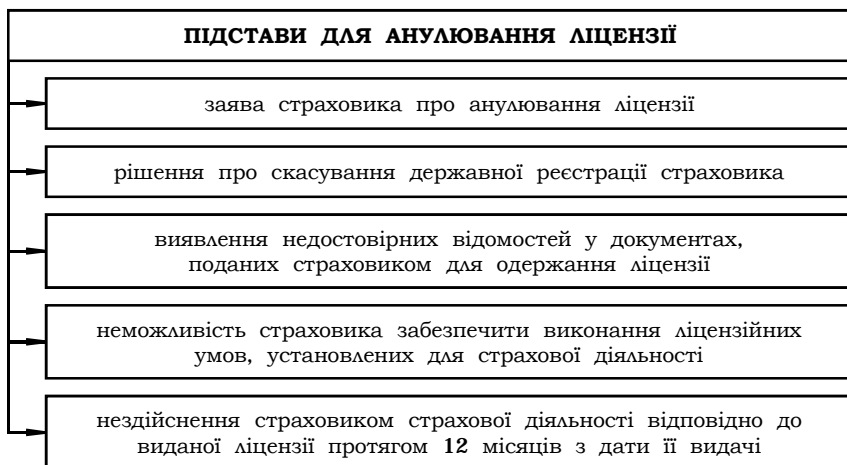 ПІДСТАВИ ДЛЯ АНУЛЮВАННЯ ЛІЦЕНЗІЇ
заява страховика про анулювання ліцензії
рішення про скасування державної реєстрації страховика
виявлення недостовірних відомостей у документах,
поданих страховиком для одержання ліцензії
неможливість страховика забезпечити виконання ліцензійних
умов, установлених для страхової діяльності
нездійснення страховиком страхової діяльності відповідно до
виданої ліцензії протягом 12 місяців з дати її видачі